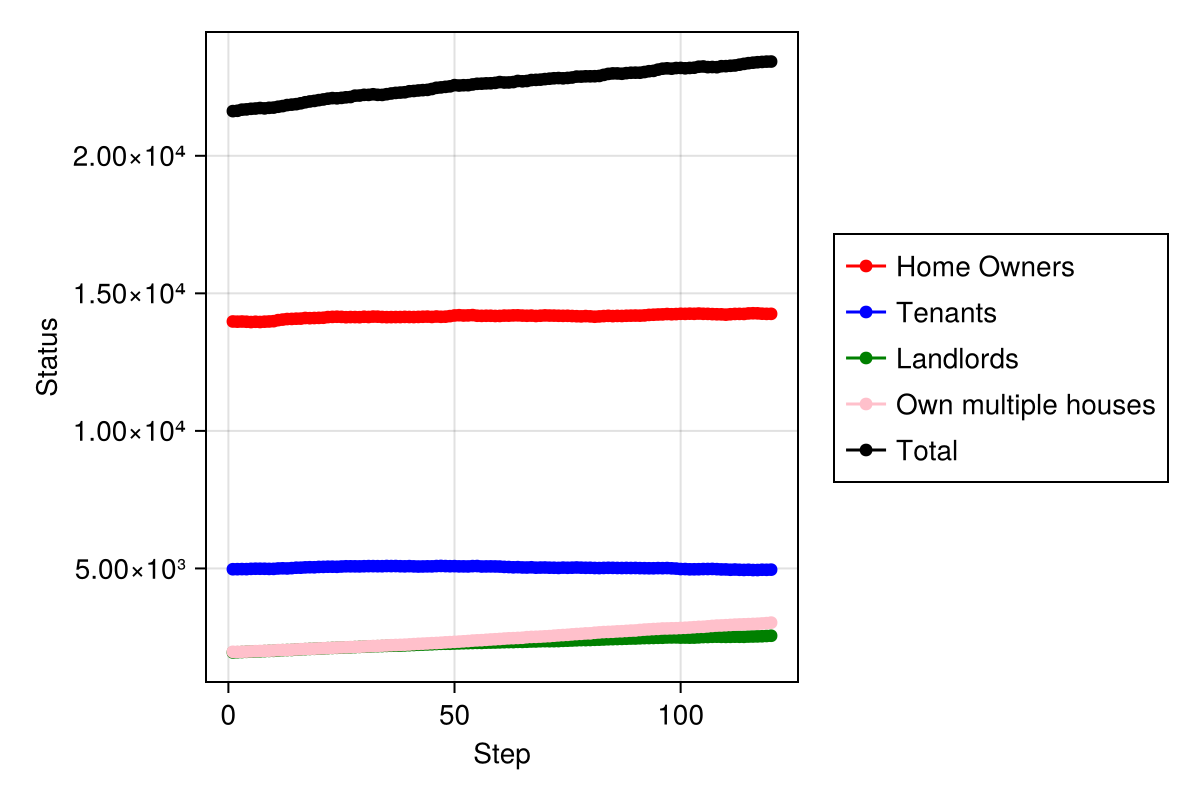 2.00×10⁴
1.50×10⁴
1.00×10⁴
5.00×10³
Status
0 50 100
Step
Home Owners
Tenants
Landlords
Own multiple houses
Total